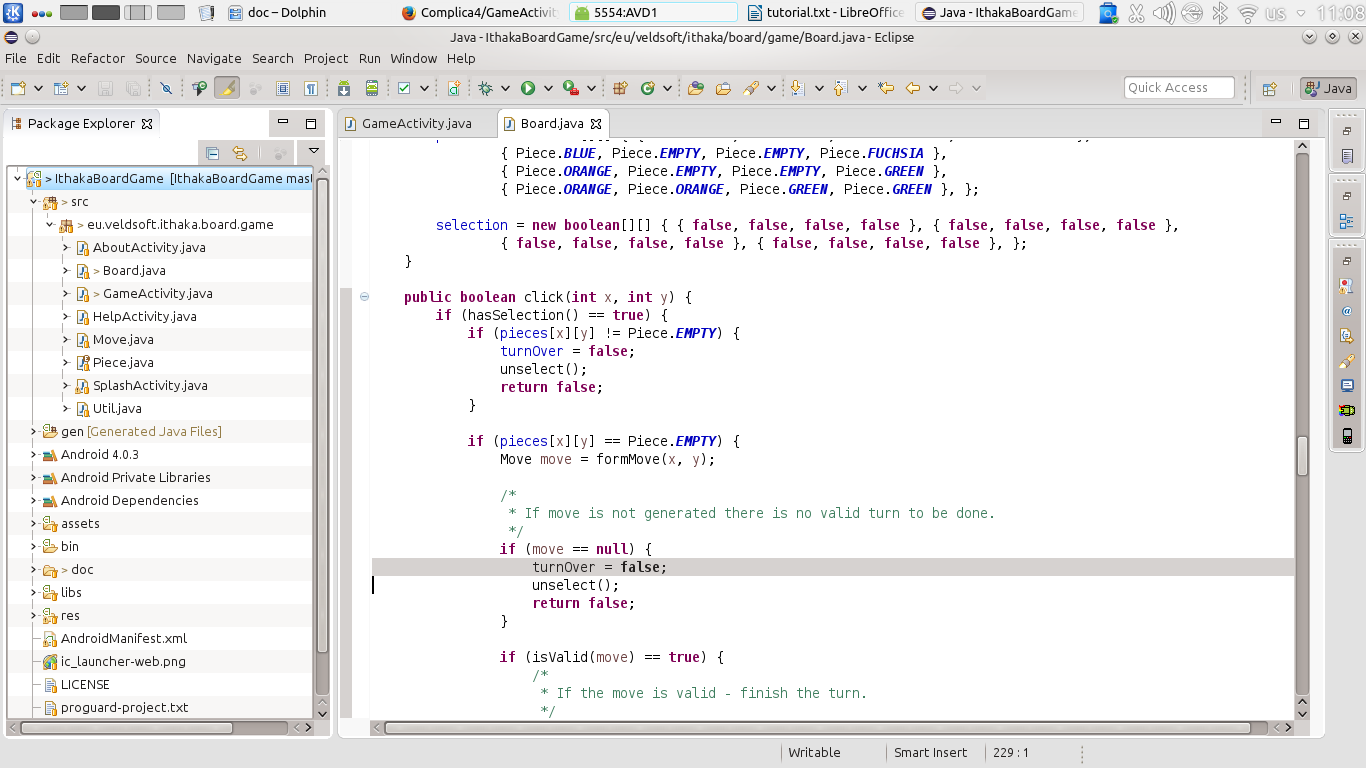 doc – Dolphin
Complica4/GameActivity
5554:AVD1
tutorial.txt - LibreOffice
Java - IthakaBoardGame
us
11:08
Java - IthakaBoardGame/src/eu/veldsoft/ithaka/board/game/Board.java - Eclipse
File Edit Refactor Source Navigate Search Project Run Window Help
Quick Access
Java
Package Explorer
GameActivity.java
Board.java
> IthakaBoardGame [IthakaBoardGame mast
> src
> eu.veldsoft.ithaka.board.game
AboutActivity.java
> Board.java
> GameActivity.java
HelpActivity.java
Move.java
Piece.java
SplashActivity.java
Util.java
gen [Generated Java Files]
Android 4.0.3
Android Private Libraries
Android Dependencies
assets
bin
> doc
libs
res
AndroidManifest.xml
ic_launcher-web.png
LICENSE
proguard-project.txt
{ Piece.BLUE, Piece.EMPTY, Piece.EMPTY, Piece.FUCHSIA },
{ Piece.ORANGE, Piece.EMPTY, Piece.EMPTY, Piece.GREEN },
{ Piece.ORANGE, Piece.ORANGE, Piece.GREEN, Piece.GREEN }, };
selection = new boolean[][] { { false, false, false, false }, { false, false, false, false },
{ false, false, false, false }, { false, false, false, false }, };
}
public boolean click(int x, int y) {
if (hasSelection() == true) {
if (pieces[x][y] != Piece.EMPTY) {
turnOver = false;
unselect();
return false;
}
if (pieces[x][y] == Piece.EMPTY) {
Move move = formMove(x, y);
/*
* If move is not generated there is no valid turn to be done.
*/
if (move == null) {
turnOver = false;
unselect();
return false;
}
if (isValid(move) == true) {
/*
* If the move is valid - finish the turn.
*/
Writable
Smart Insert
229 : 1